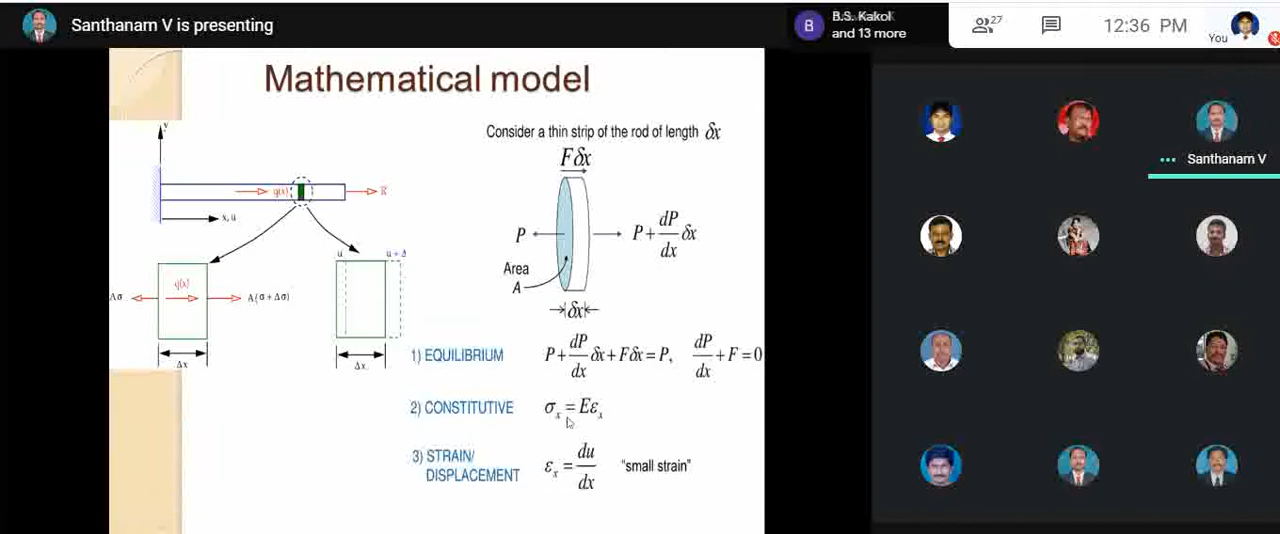 Santhanam V is presenting
B
B.S. Kakol
and 13 more
27
12:36 PM
You
Mathematical model
Consider a thin strip of the rod of length δx
Fδx
y
q(x)
R
x, u
P
P + dP/dx δx
Area
A
δx
u
u + Δ
q(x)
Aσ
A(σ + Δσ)
Δx
Δx
1) EQUILIBRIUM P + dP/dx δx + Fδx = P, dP/dx + F = 0
2) CONSTITUTIVE σx = Eεx
3) STRAIN/
DISPLACEMENT εx = du/dx "small strain"
Santhanam V